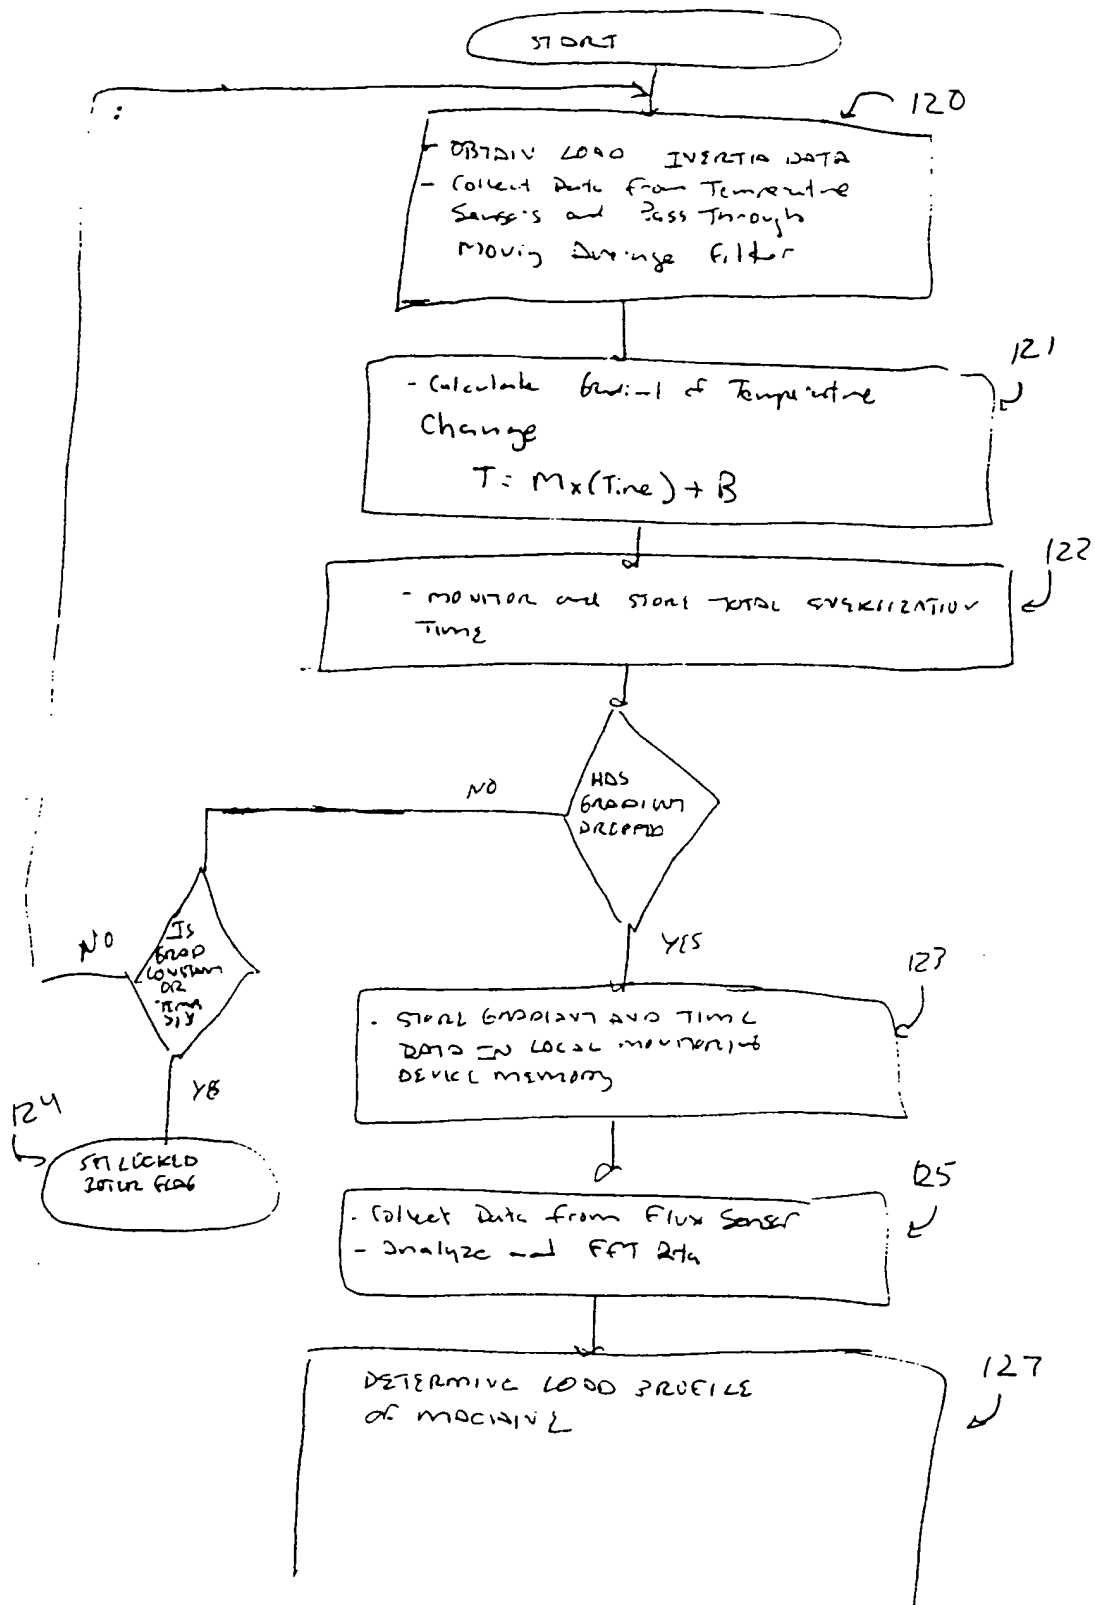 START
120
- OBTAIN LOAD INERTIA DATA
- Collect Data from Temperature
Sensors and Pass Through
Moving Average Filter
121
- Calculate Gradient of Temperature
Change
T = Mx(Time) + B
122
- MONITOR and STORE TOTAL ENERGIZATION
TIME
HAS
GRADIENT
DROPPED
NO
YES
IS
GRAD
CONSTANT
OR
NO
YES
124
SET LOCKED
ROTOR FLAG
123
- STORE GRADIENT AND TIME
DATA IN LOCAL MONITORING
DEVICE MEMORY
125
- Collect Data from Flux Sensor
- Analyze and FFT Data
127
DETERMINE LOAD PROFILE
OF MACHINE